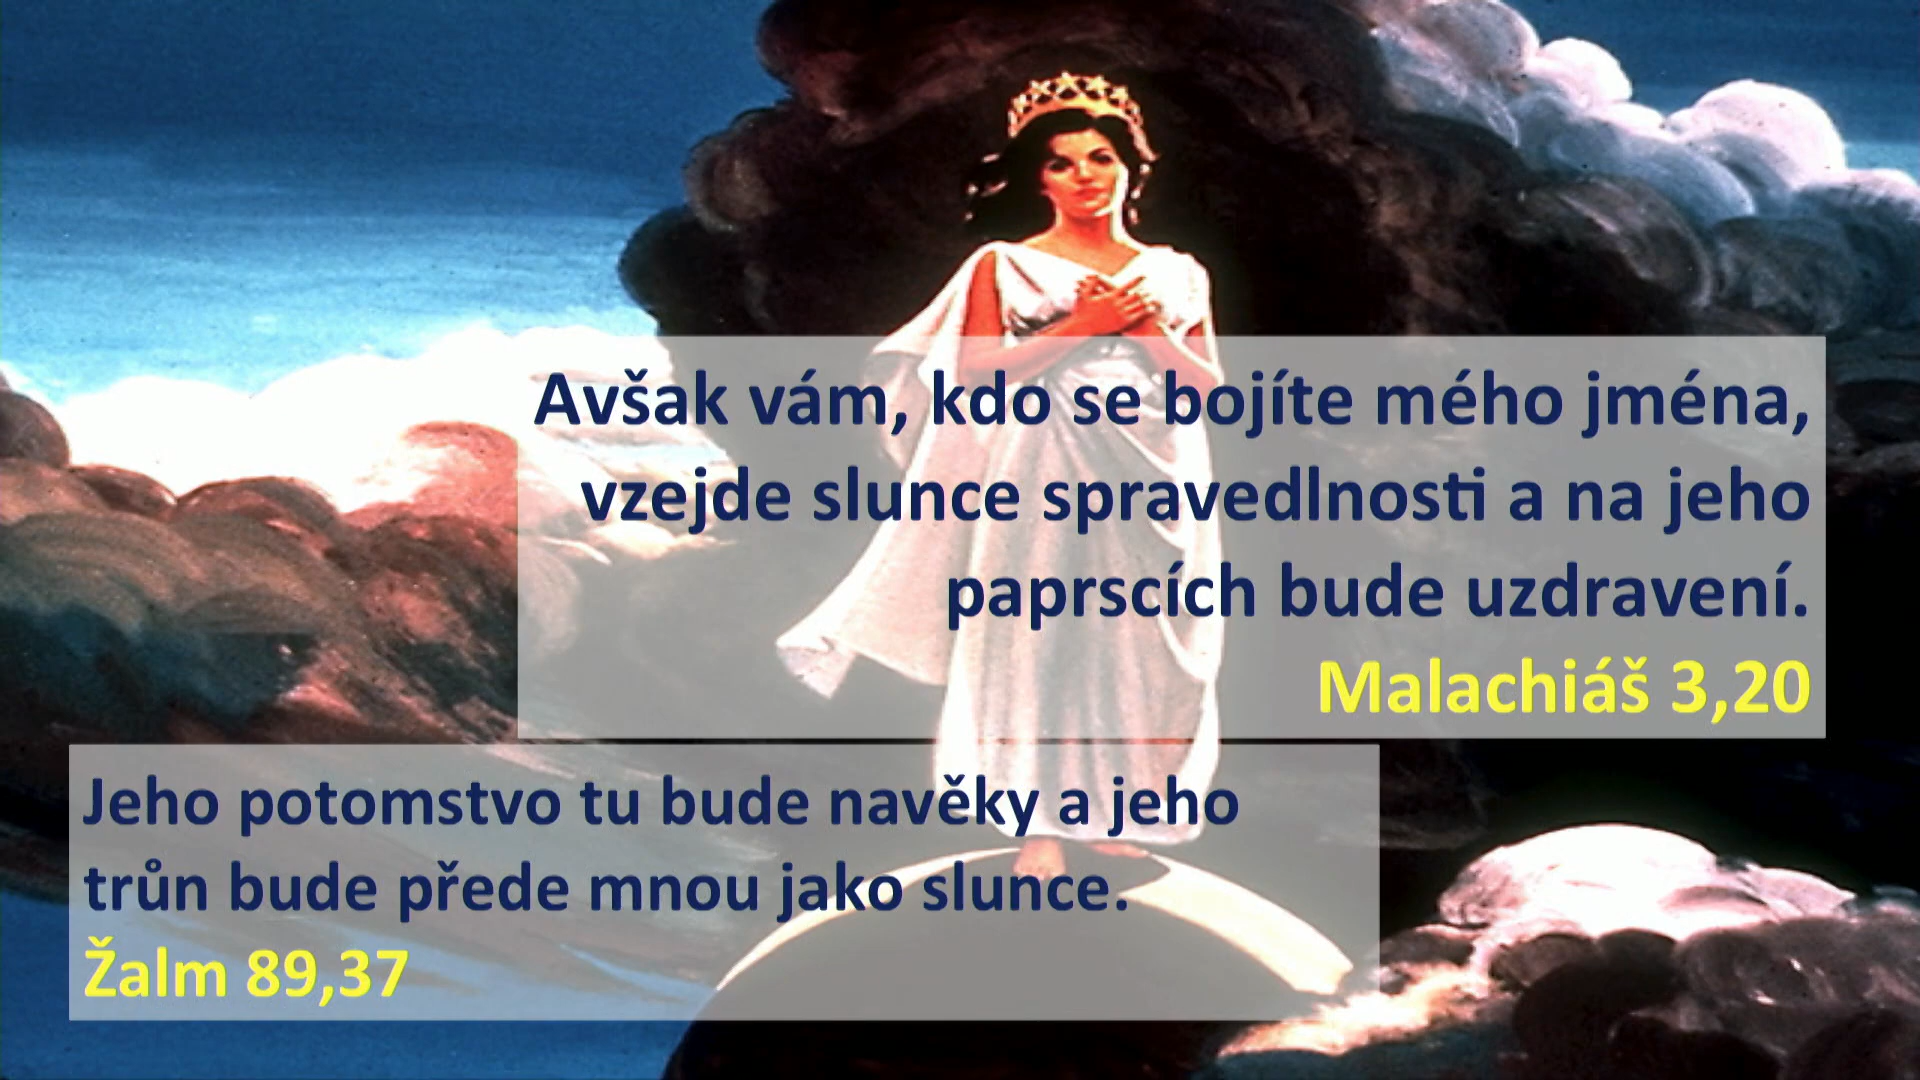 Avšak vám, kdo se bojíte mého jména,
vzejde slunce spravedlnosti a na jeho
paprscích bude uzdravení.
Malachiáš 3,20
Jeho potomstvo tu bude navěky a jeho
trůn bude přede mnou jako slunce.
Žalm 89,37